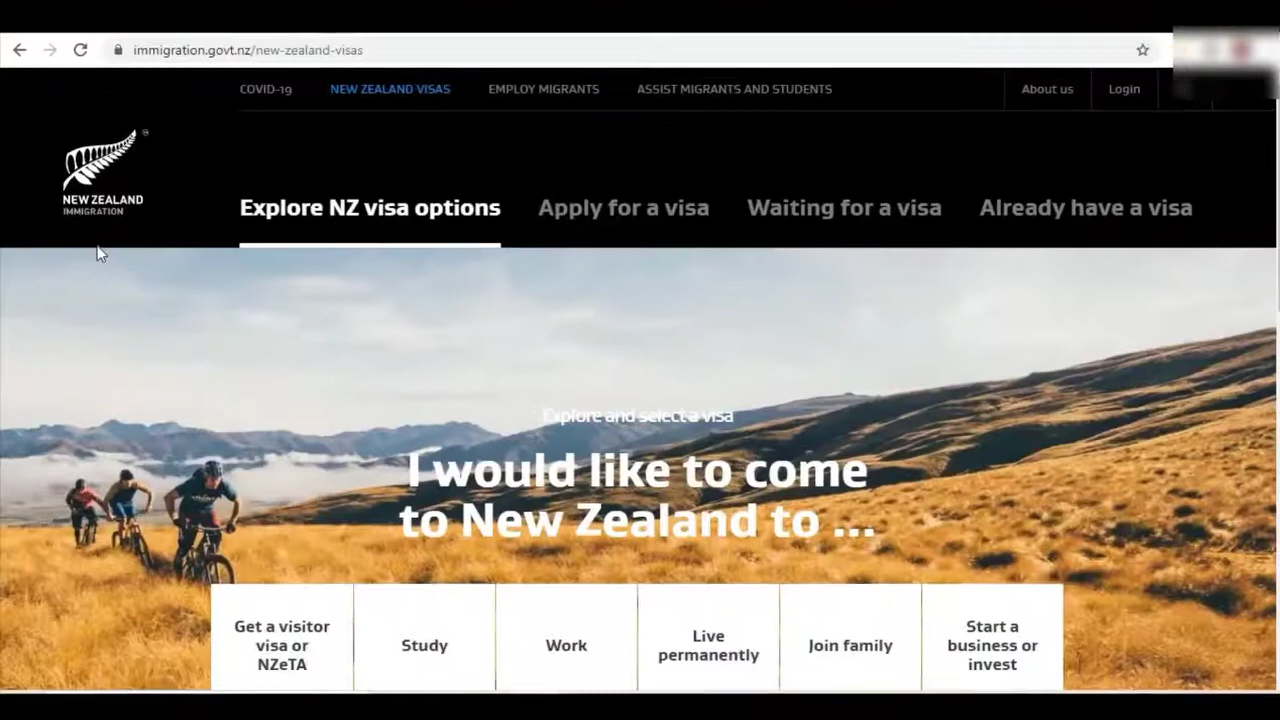 immigration.govt.nz/new-zealand-visas
COVID-19 NEW ZEALAND VISAS EMPLOY MIGRANTS ASSIST MIGRANTS AND STUDENTS About us Login
NEW ZEALAND
IMMIGRATION
Explore NZ visa options Apply for a visa Waiting for a visa Already have a visa
Explore and select a visa
I would like to come
to New Zealand to ...
Get a visitor
visa or
NZeTA
Study
Work
Live
permanently
Join family
Start a
business or
invest